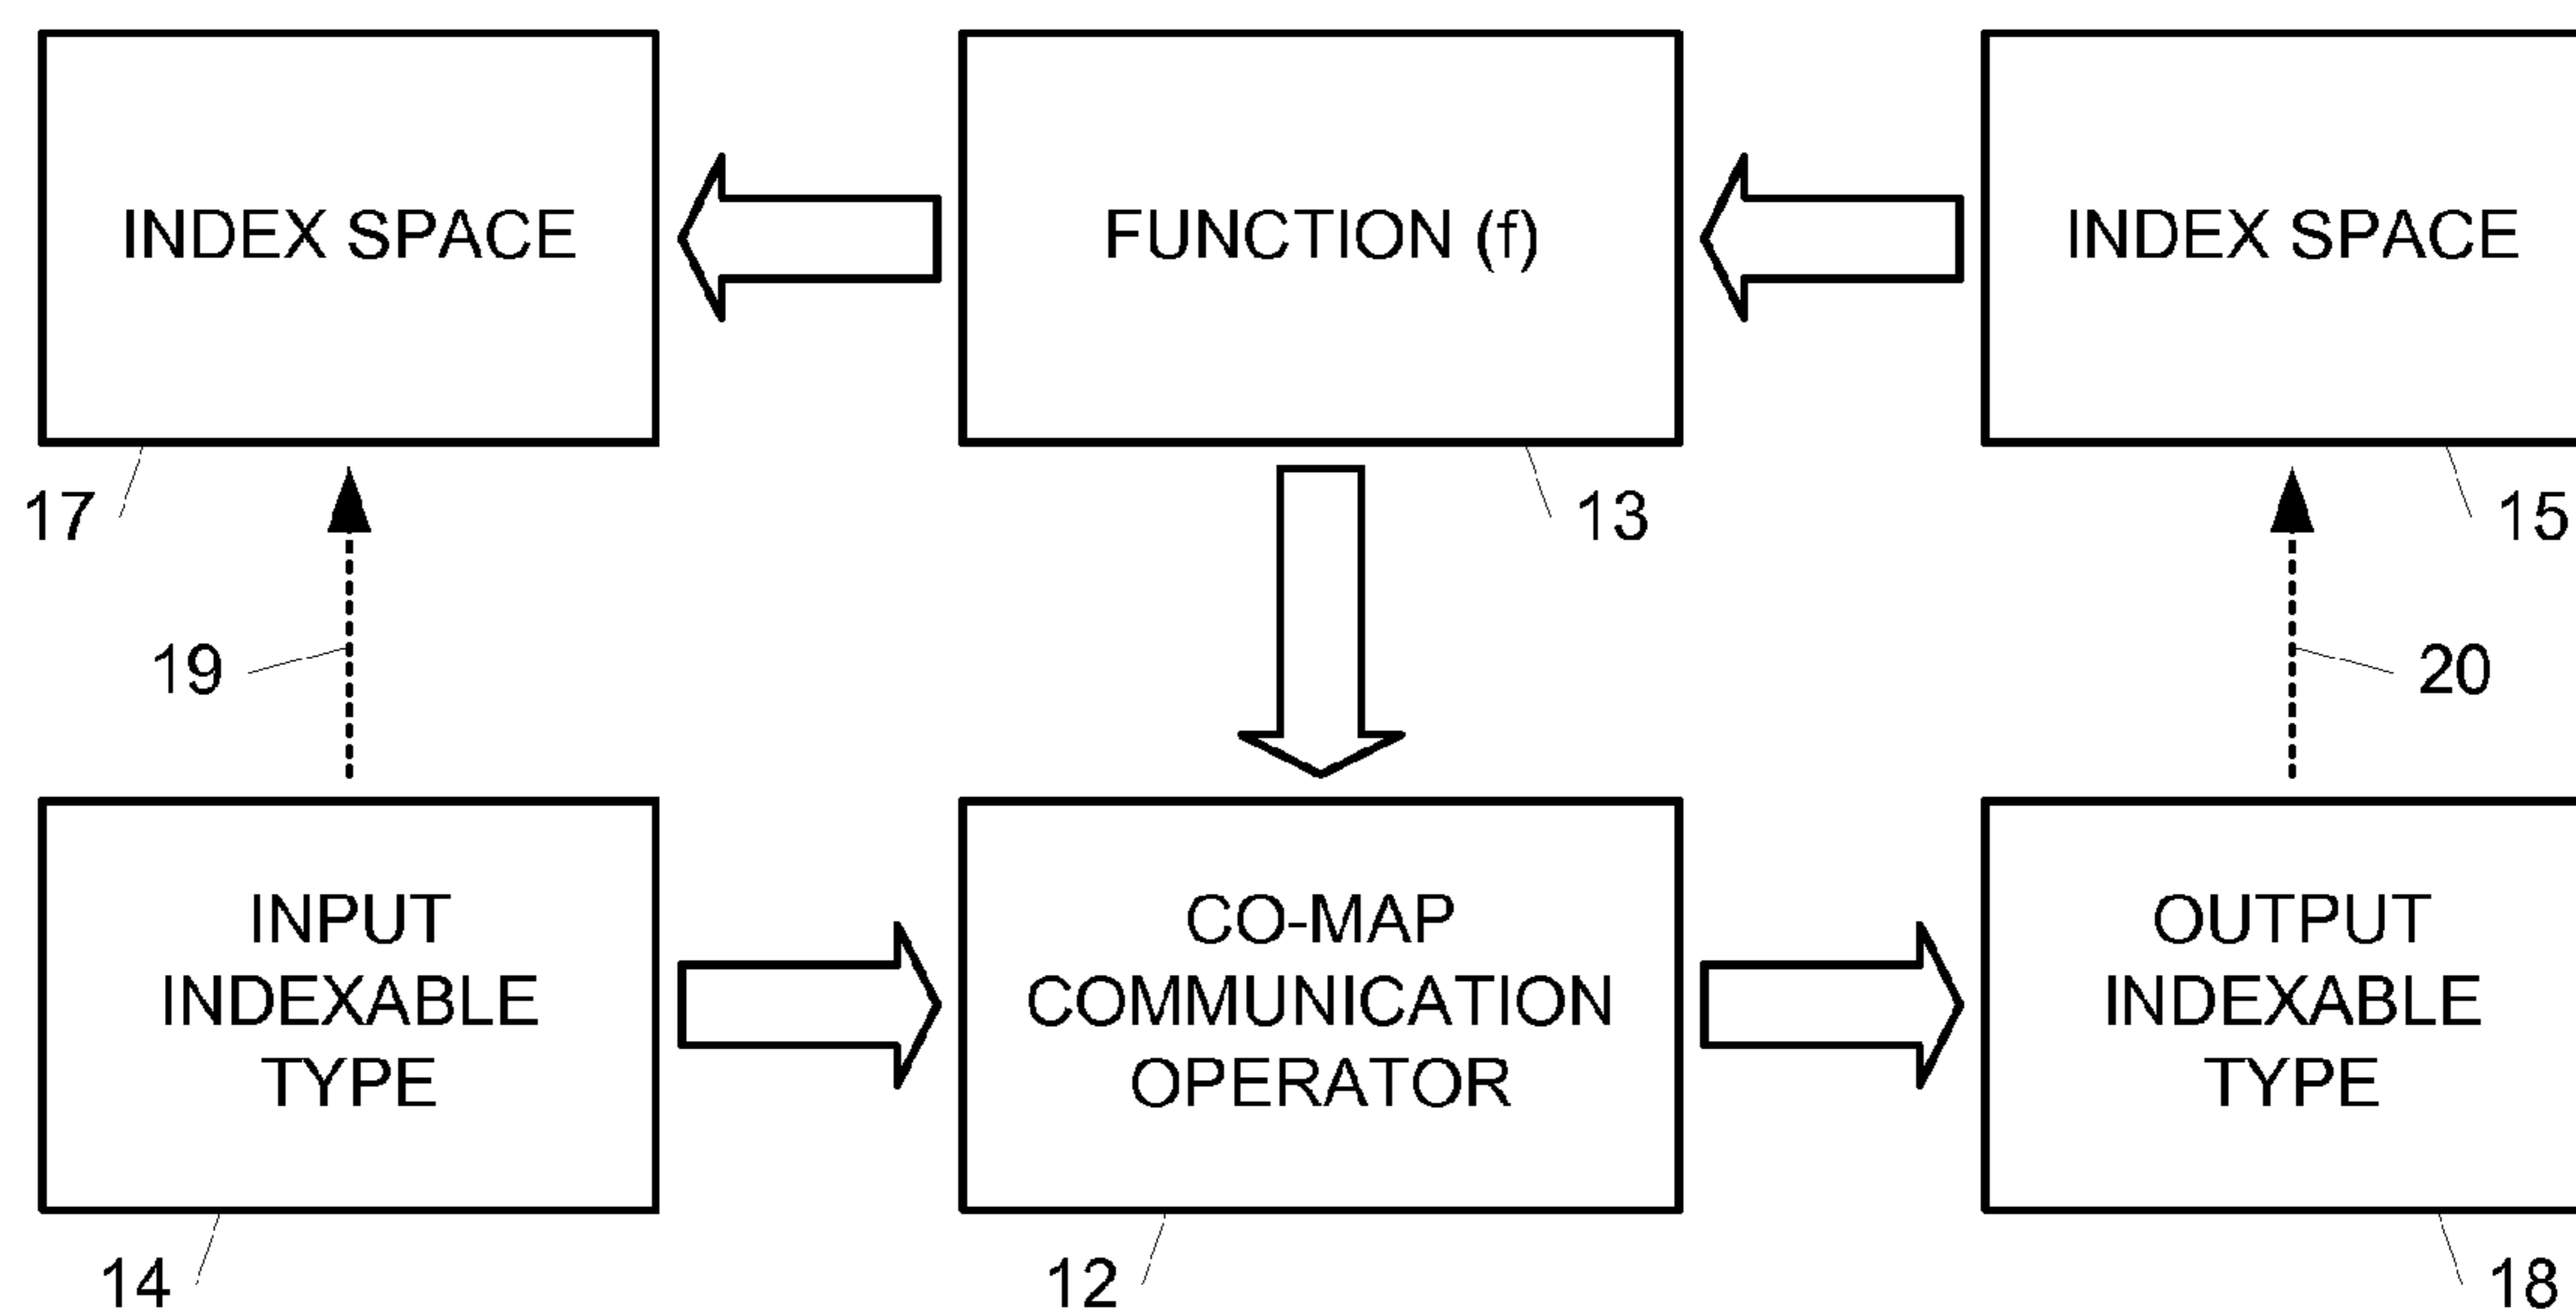 INDEX SPACE
FUNCTION (f)
INDEX SPACE
17
13
15
19
20
INPUT
INDEXABLE
TYPE
CO-MAP
COMMUNICATION
OPERATOR
OUTPUT
INDEXABLE
TYPE
14
12
18